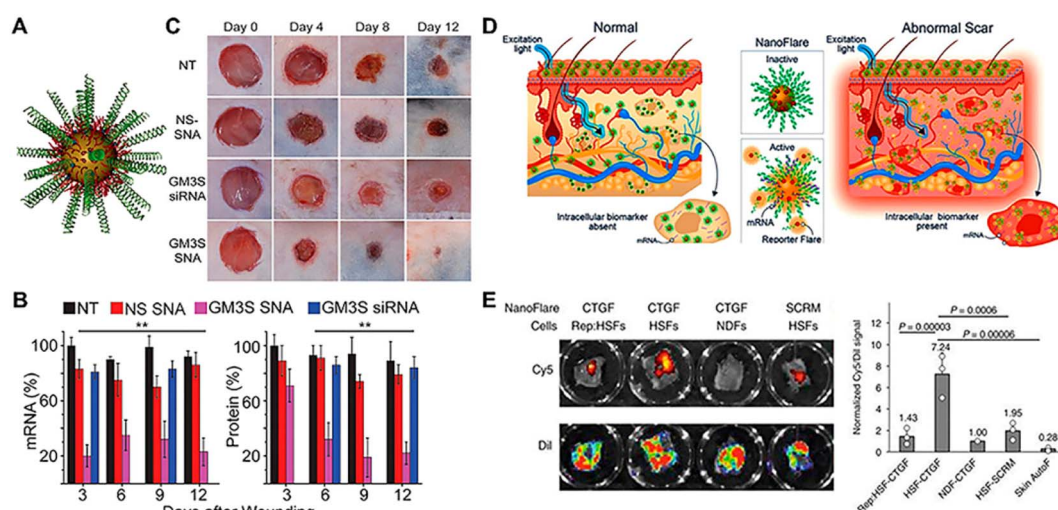 A
C
Day 0 Day 4 Day 8 Day 12
NT
NS-
SNA
GM3S
siRNA
GM3S
SNA
B
NT NS SNA GM3S SNA GM3S siRNA
**
mRNA (%)
100
80
60
40
20
3 6 9 12
**
Protein (%)
100
80
60
40
20
3 6 9 12
Days after Wounding
D
Normal
Excitation
light
Intracellular biomarker
absent
mRNA
NanoFlare
Inactive
Active
mRNA
Reporter Flare
Abnormal Scar
Excitation
light
Intracellular biomarker
present
mRNA
E
NanoFlare CTGF CTGF CTGF SCRM
Cells Rep:HSFs HSFs NDFs HSFs
Cy5
DiI
Normalized Cy5/DiI signal
12
10
8
6
4
2
0
P = 0.0006
P = 0.00003
P = 0.00006
1.43
7.24
1.00
1.95
0.28
Rep:HSF-CTGF
HSF-CTGF
NDF-CTGF
HSF-SCRM
Skin AutoF